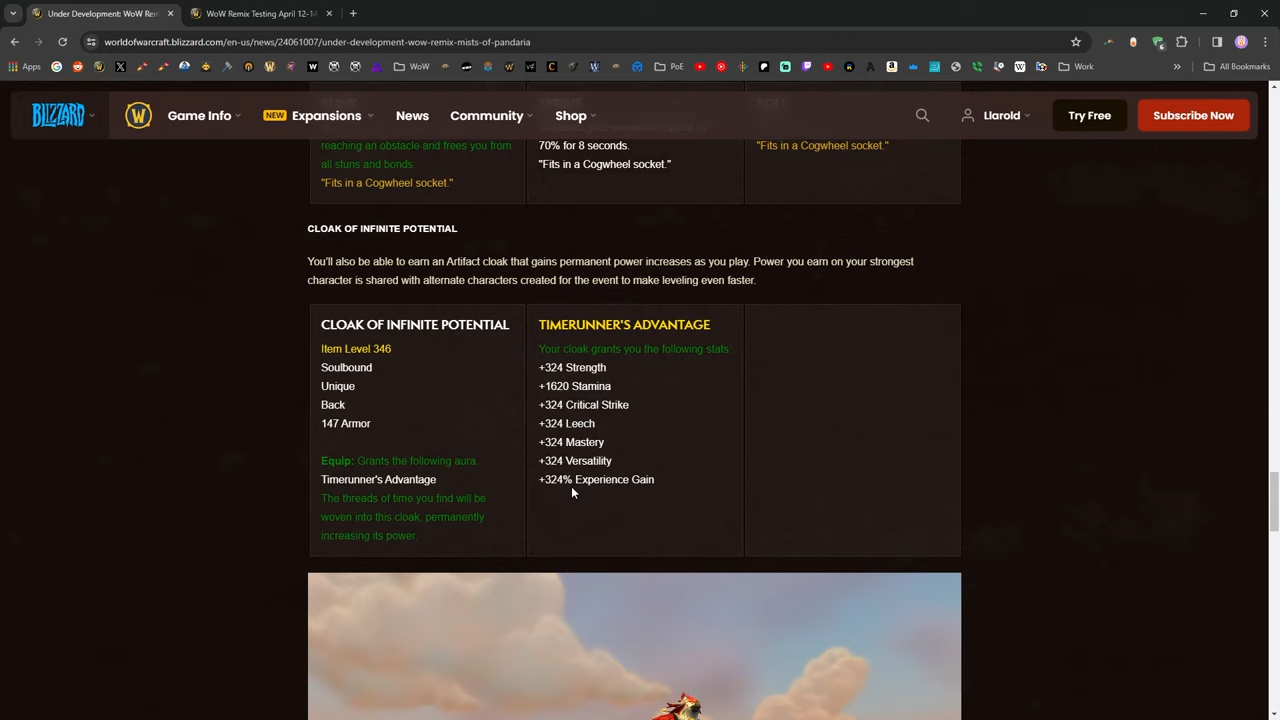 Under Development: WoW Rem
WoW Remix Testing April 12-14
worldofwarcraft.blizzard.com/en-us/news/24061007/under-development-wow-remix-mists-of-pandaria
Apps
WoW
PoE
Work
All Bookmarks
BLIZZARD
W
Game Info
NEW Expansions
News
Community
Shop
Llarold
Try Free
Subscribe Now
reaching an obstacle and frees you from
all stuns and bonds.
"Fits in a Cogwheel socket."
70% for 8 seconds.
"Fits in a Cogwheel socket."
"Fits in a Cogwheel socket."
CLOAK OF INFINITE POTENTIAL
You'll also be able to earn an Artifact cloak that gains permanent power increases as you play. Power you earn on your strongest
character is shared with alternate characters created for the event to make leveling even faster.
CLOAK OF INFINITE POTENTIAL
Item Level 346
Soulbound
Unique
Back
147 Armor
Equip: Grants the following aura.
Timerunner's Advantage
The threads of time you find will be
woven into this cloak, permanently
increasing its power.
TIMERUNNER'S ADVANTAGE
Your cloak grants you the following stats:
+324 Strength
+1620 Stamina
+324 Critical Strike
+324 Leech
+324 Mastery
+324 Versatility
+324% Experience Gain